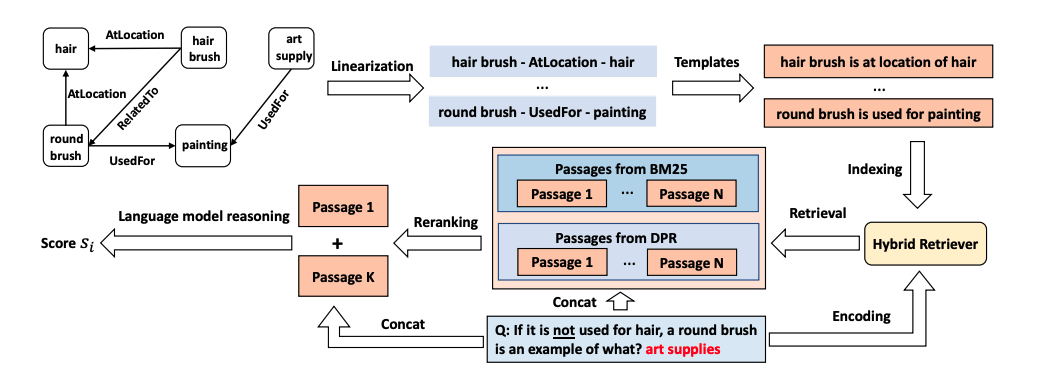 hair
AtLocation
hair
brush
art
supply
AtLocation
RelatedTo
UsedFor
round
brush
UsedFor
painting
Linearization
hair brush - AtLocation - hair
...
round brush - UsedFor - painting
Templates
hair brush is at location of hair
...
round brush is used for painting
Indexing
Hybrid Retriever
Retrieval
Passages from BM25
Passage 1 ... Passage N
Passages from DPR
Passage 1 ... Passage N
Reranking
Passage 1
+
Passage K
Language model reasoning
Score Si
Concat
Concat
Encoding
Q: If it is not used for hair, a round brush
is an example of what? art supplies